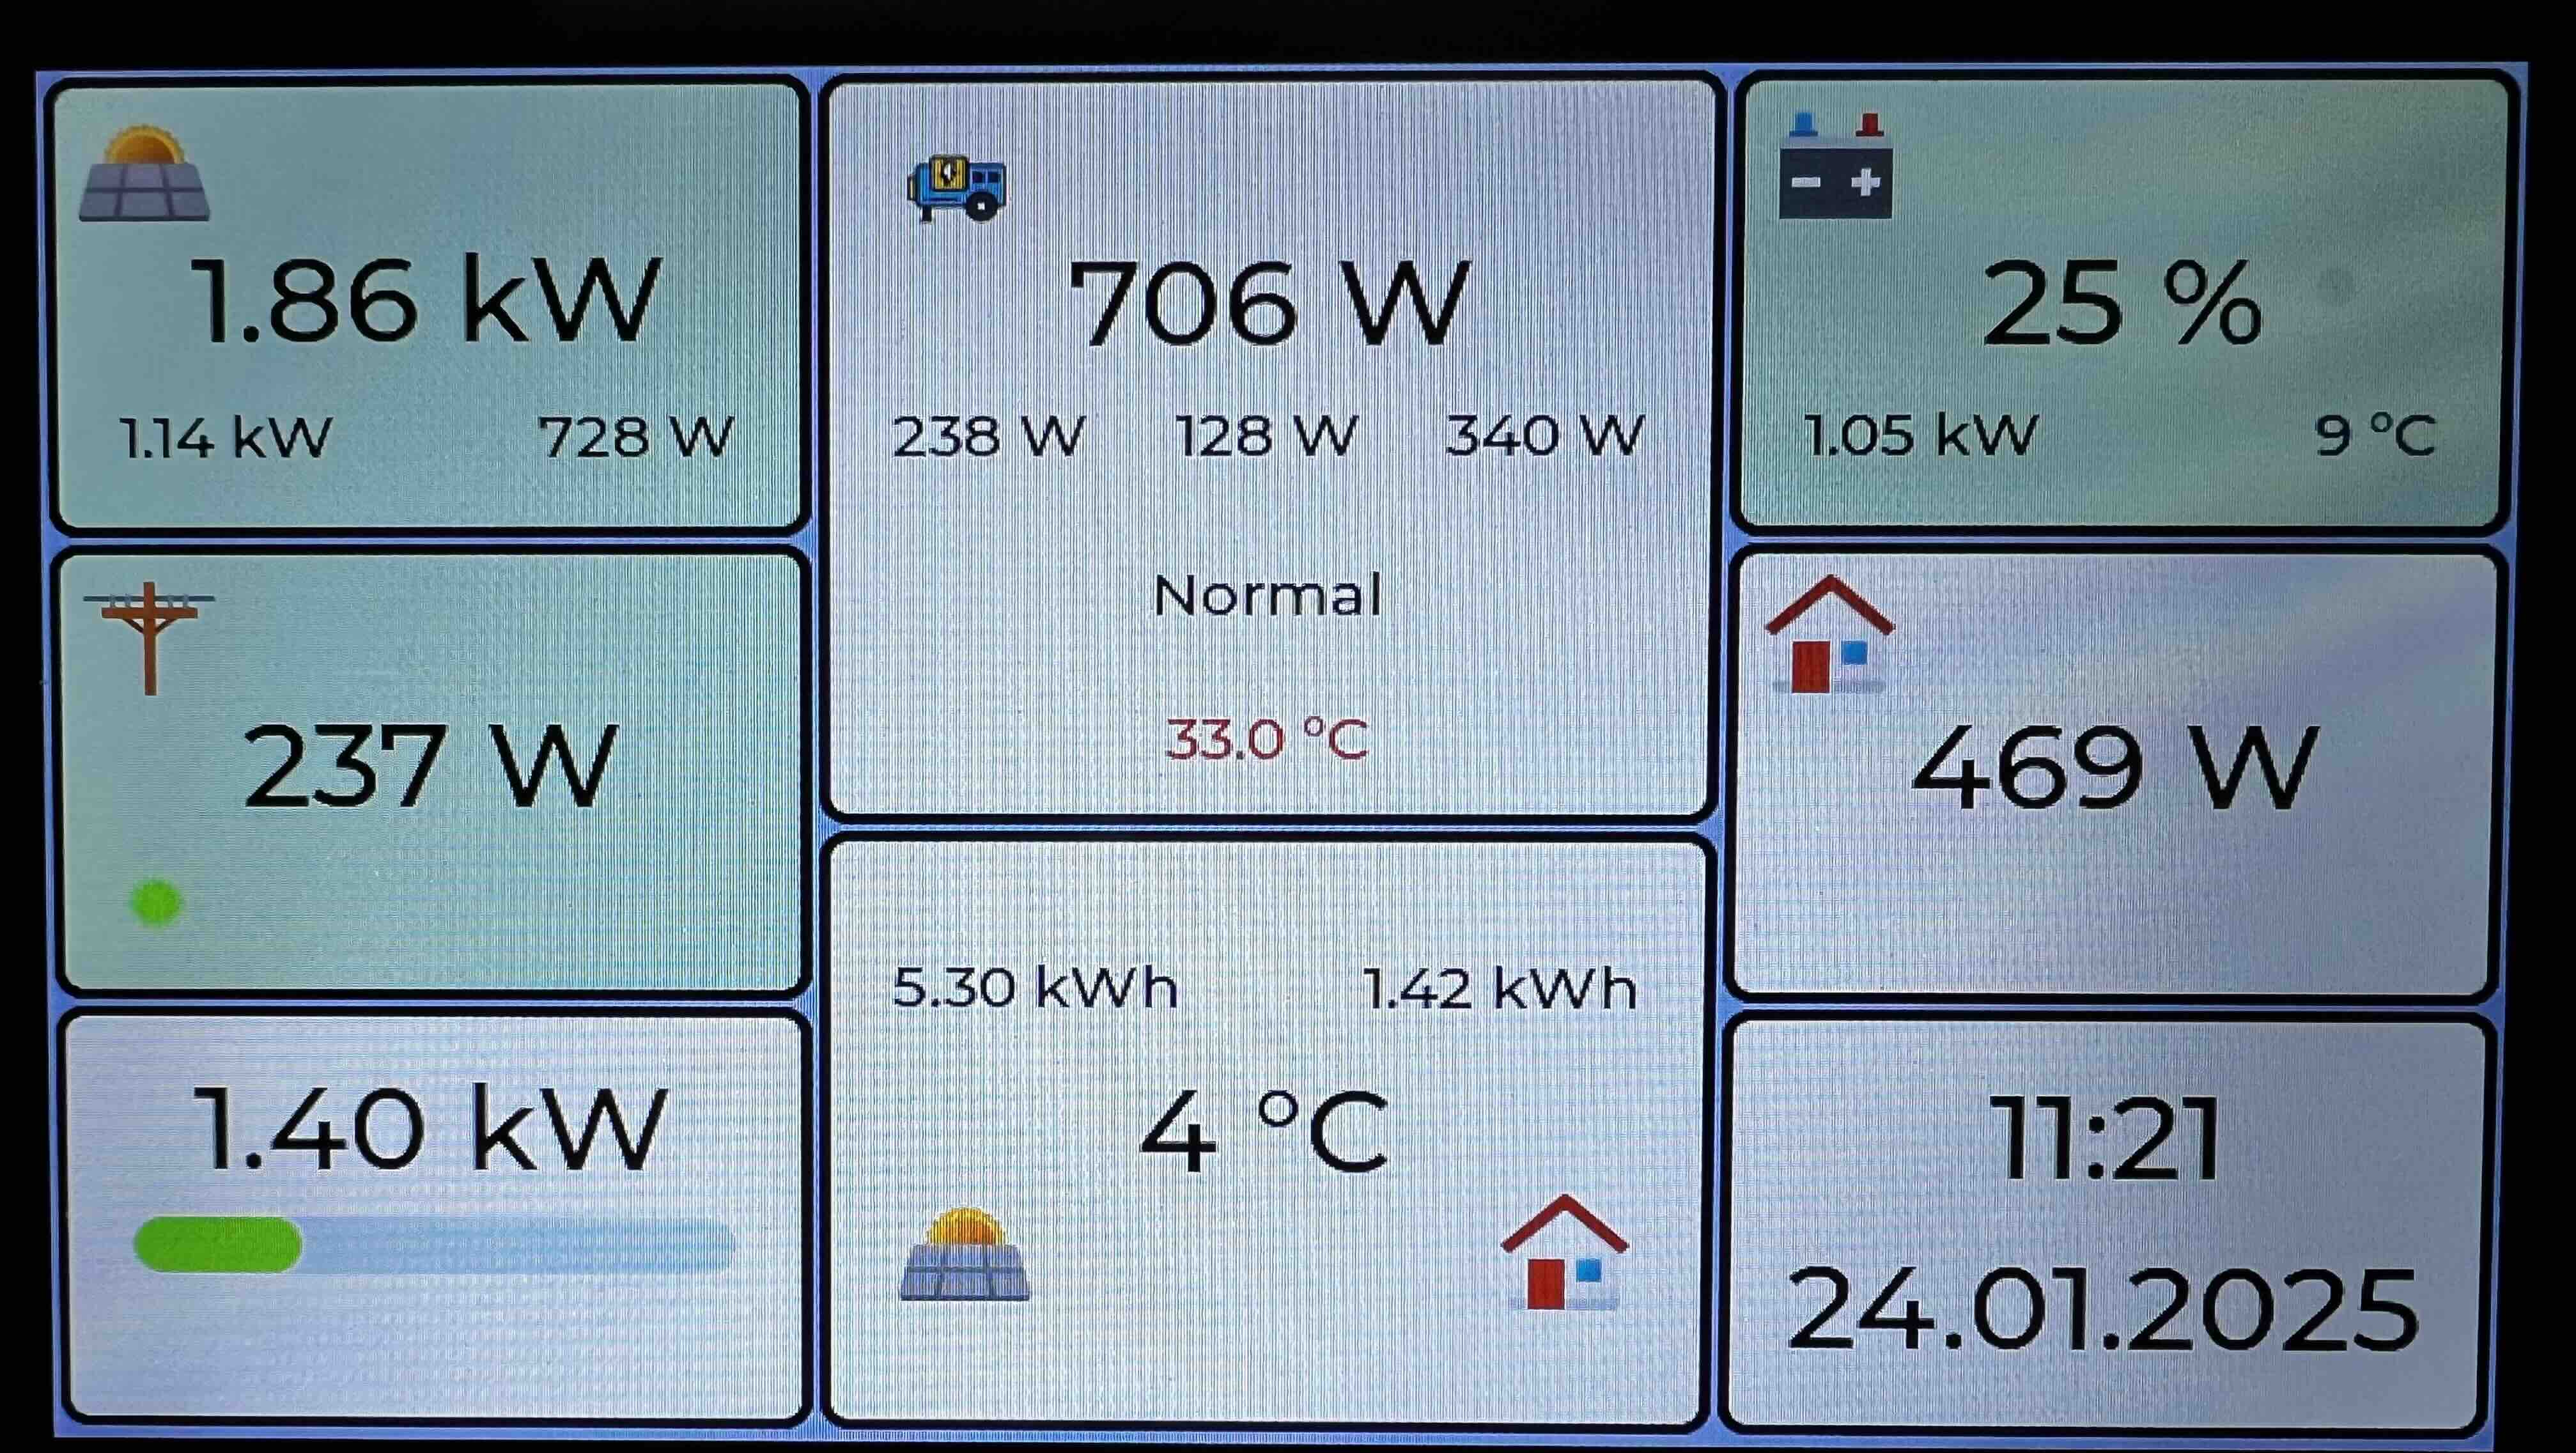 1.86 kW
1.14 kW 728 W
237 W
1.40 kW
706 W
238 W 128 W 340 W
Normal
33.0 °C
5.30 kWh 1.42 kWh
4 °C
25 %
1.05 kW 9 °C
469 W
11:21
24.01.2025